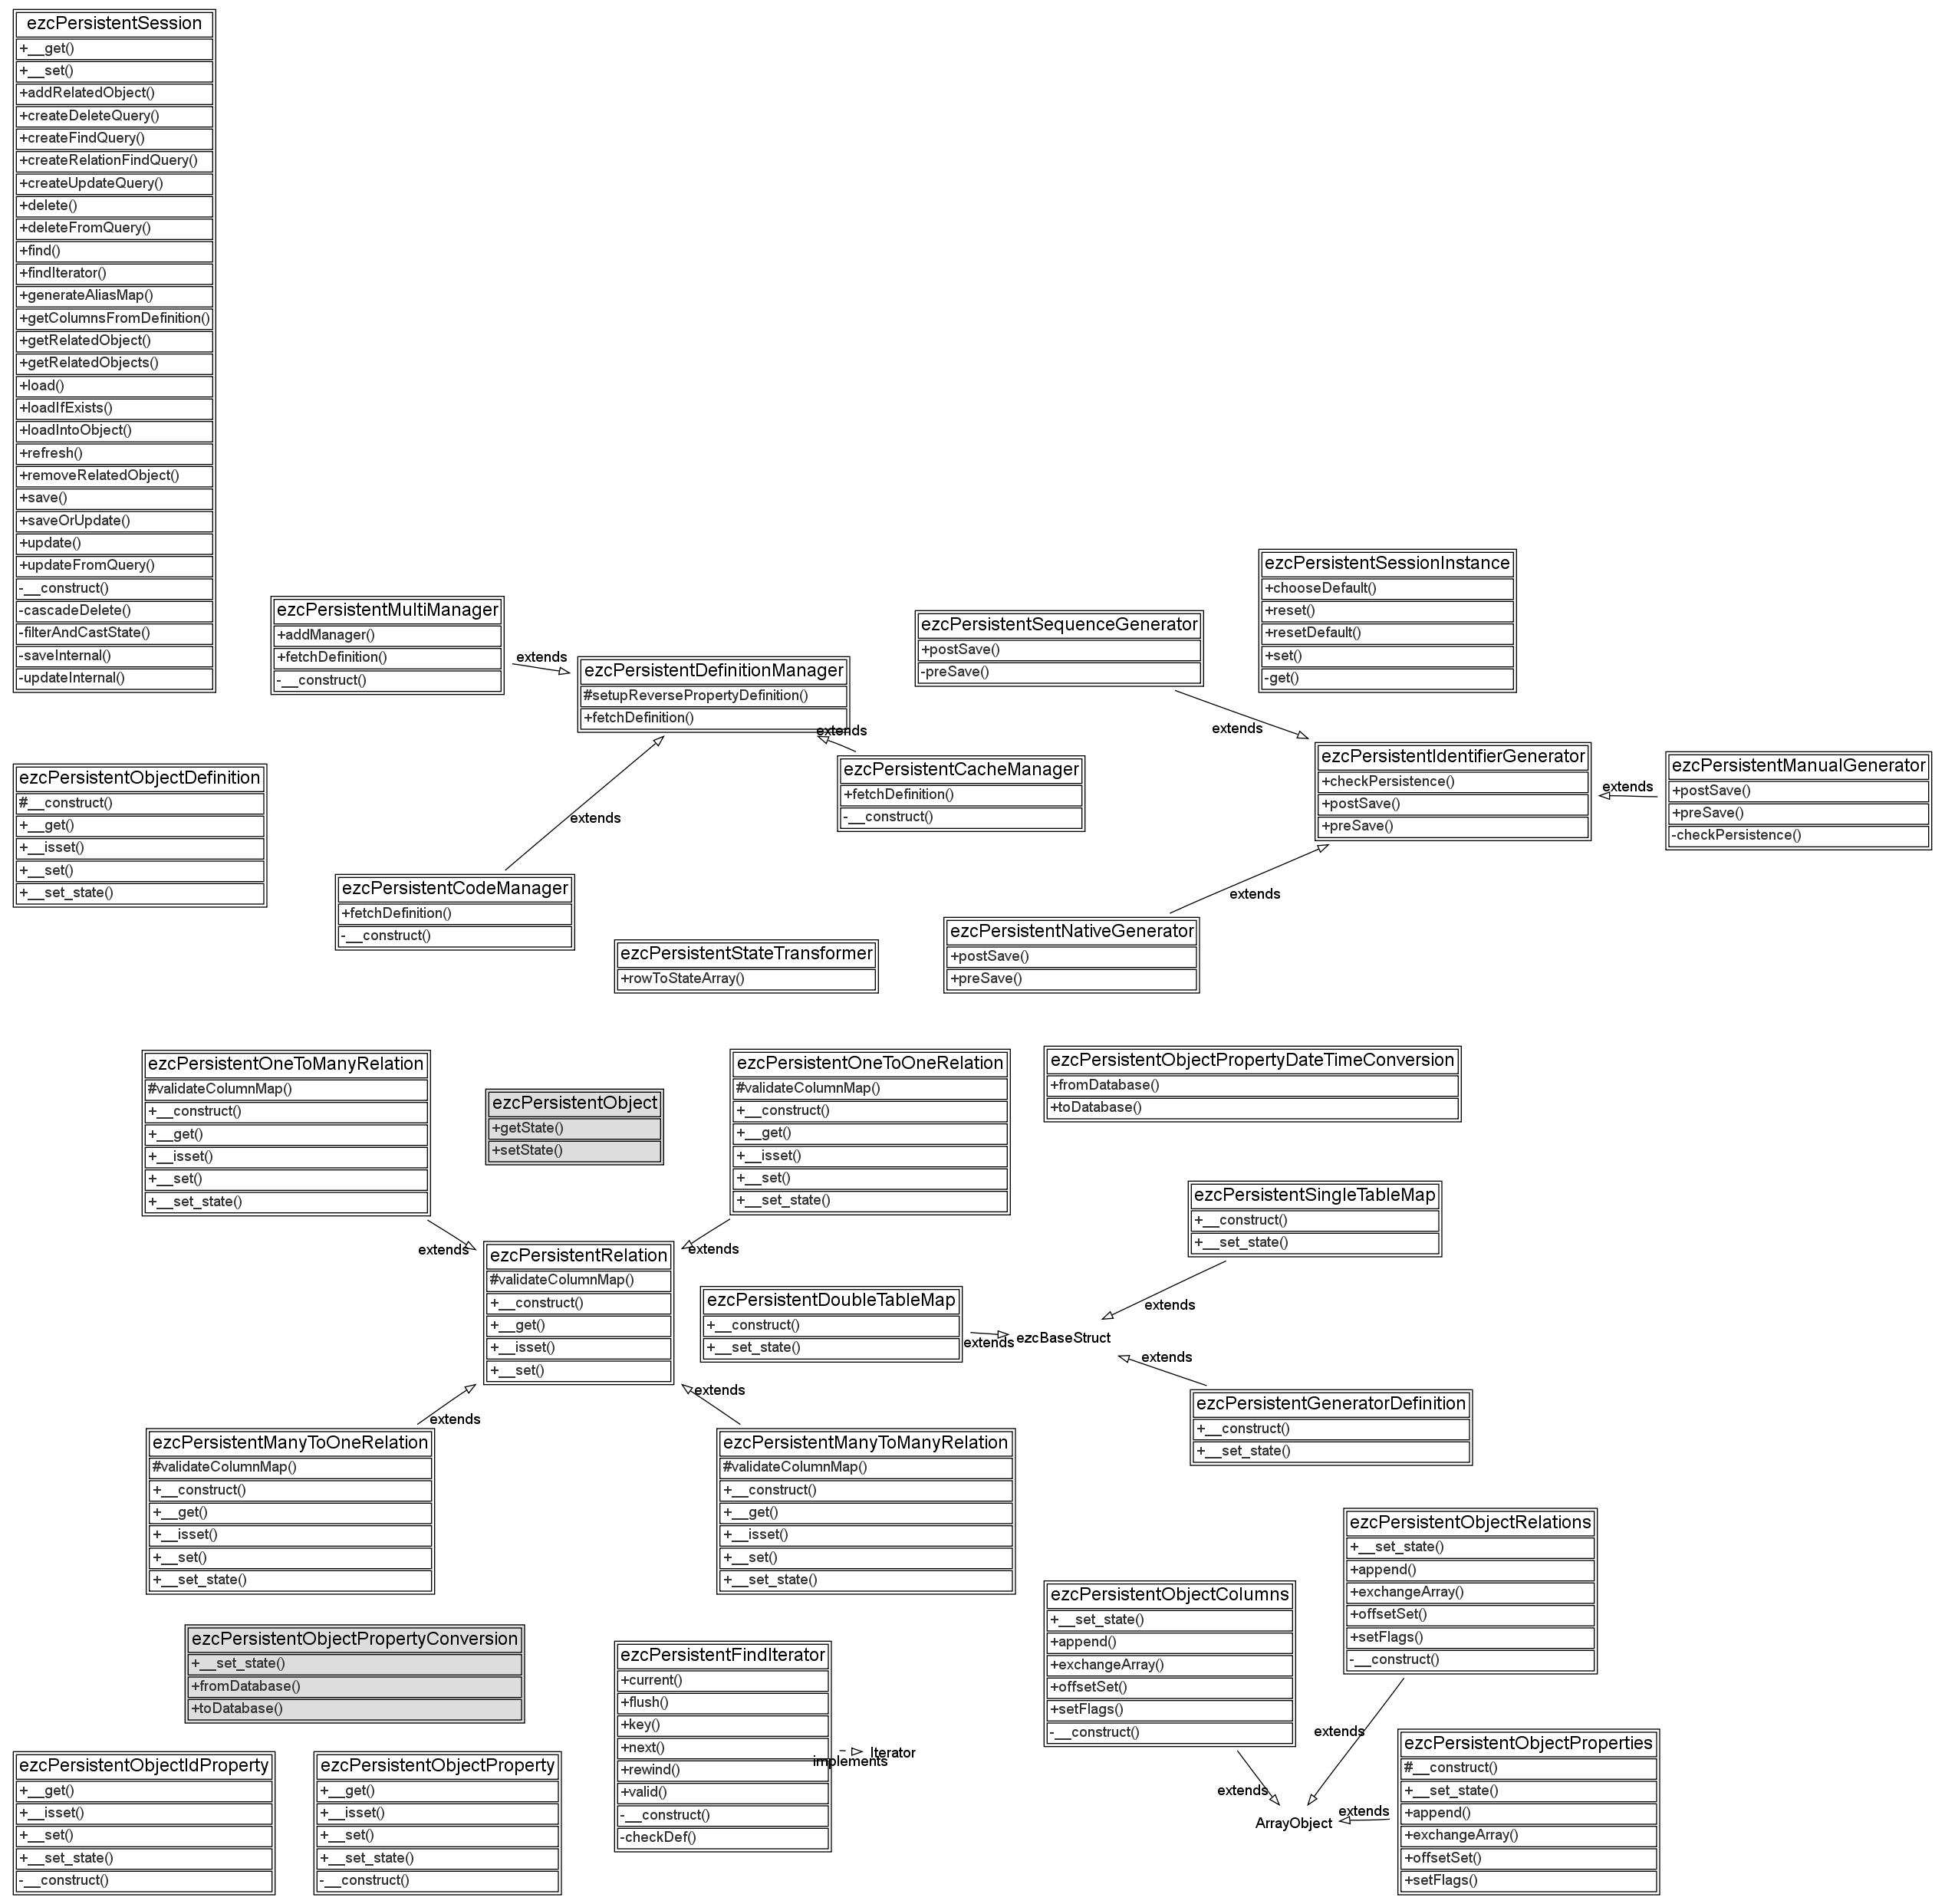 ezcPersistentSession
+__get()
+__set()
+addRelatedObject()
+createDeleteQuery()
+createFindQuery()
+createRelationFindQuery()
+createUpdateQuery()
+delete()
+deleteFromQuery()
+find()
+findIterator()
+generateAliasMap()
+getColumnsFromDefinition()
+getRelatedObject()
+getRelatedObjects()
+load()
+loadIfExists()
+loadIntoObject()
+refresh()
+removeRelatedObject()
+save()
+saveOrUpdate()
+update()
+updateFromQuery()
-__construct()
-cascadeDelete()
-filterAndCastState()
-saveInternal()
-updateInternal()
ezcPersistentMultiManager
+addManager()
+fetchDefinition()
-__construct()
extends
ezcPersistentDefinitionManager
#setupReversePropertyDefinition()
+fetchDefinition()
extends
ezcPersistentCacheManager
+fetchDefinition()
-__construct()
extends
ezcPersistentCodeManager
+fetchDefinition()
-__construct()
ezcPersistentSequenceGenerator
+postSave()
-preSave()
extends
ezcPersistentSessionInstance
+chooseDefault()
+reset()
+resetDefault()
+set()
-get()
ezcPersistentIdentifierGenerator
+checkPersistence()
+postSave()
+preSave()
extends
ezcPersistentManualGenerator
+postSave()
+preSave()
-checkPersistence()
extends
ezcPersistentNativeGenerator
+postSave()
+preSave()
ezcPersistentObjectDefinition
#__construct()
+__get()
+__isset()
+__set()
+__set_state()
ezcPersistentStateTransformer
+rowToStateArray()
ezcPersistentOneToManyRelation
#validateColumnMap()
+__construct()
+__get()
+__isset()
+__set()
+__set_state()
extends
ezcPersistentObject
+getState()
+setState()
ezcPersistentOneToOneRelation
#validateColumnMap()
+__construct()
+__get()
+__isset()
+__set()
+__set_state()
extends
ezcPersistentObjectPropertyDateTimeConversion
+fromDatabase()
+toDatabase()
ezcPersistentRelation
#validateColumnMap()
+__construct()
+__get()
+__isset()
+__set()
ezcPersistentSingleTableMap
+__construct()
+__set_state()
extends
ezcPersistentDoubleTableMap
+__construct()
+__set_state()
extends
ezcBaseStruct
extends
ezcPersistentGeneratorDefinition
+__construct()
+__set_state()
extends
ezcPersistentManyToOneRelation
#validateColumnMap()
+__construct()
+__get()
+__isset()
+__set()
+__set_state()
extends
ezcPersistentManyToManyRelation
#validateColumnMap()
+__construct()
+__get()
+__isset()
+__set()
+__set_state()
ezcPersistentObjectRelations
+__set_state()
+append()
+exchangeArray()
+offsetSet()
+setFlags()
-__construct()
extends
ezcPersistentObjectColumns
+__set_state()
+append()
+exchangeArray()
+offsetSet()
+setFlags()
-__construct()
extends
ArrayObject
extends
ezcPersistentObjectProperties
#__construct()
+__set_state()
+append()
+exchangeArray()
+offsetSet()
+setFlags()
ezcPersistentObjectPropertyConversion
+__set_state()
+fromDatabase()
+toDatabase()
ezcPersistentFindIterator
+current()
+flush()
+key()
+next()
+rewind()
+valid()
-__construct()
-checkDef()
implements
Iterator
ezcPersistentObjectIdProperty
+__get()
+__isset()
+__set()
+__set_state()
-__construct()
ezcPersistentObjectProperty
+__get()
+__isset()
+__set()
+__set_state()
-__construct()